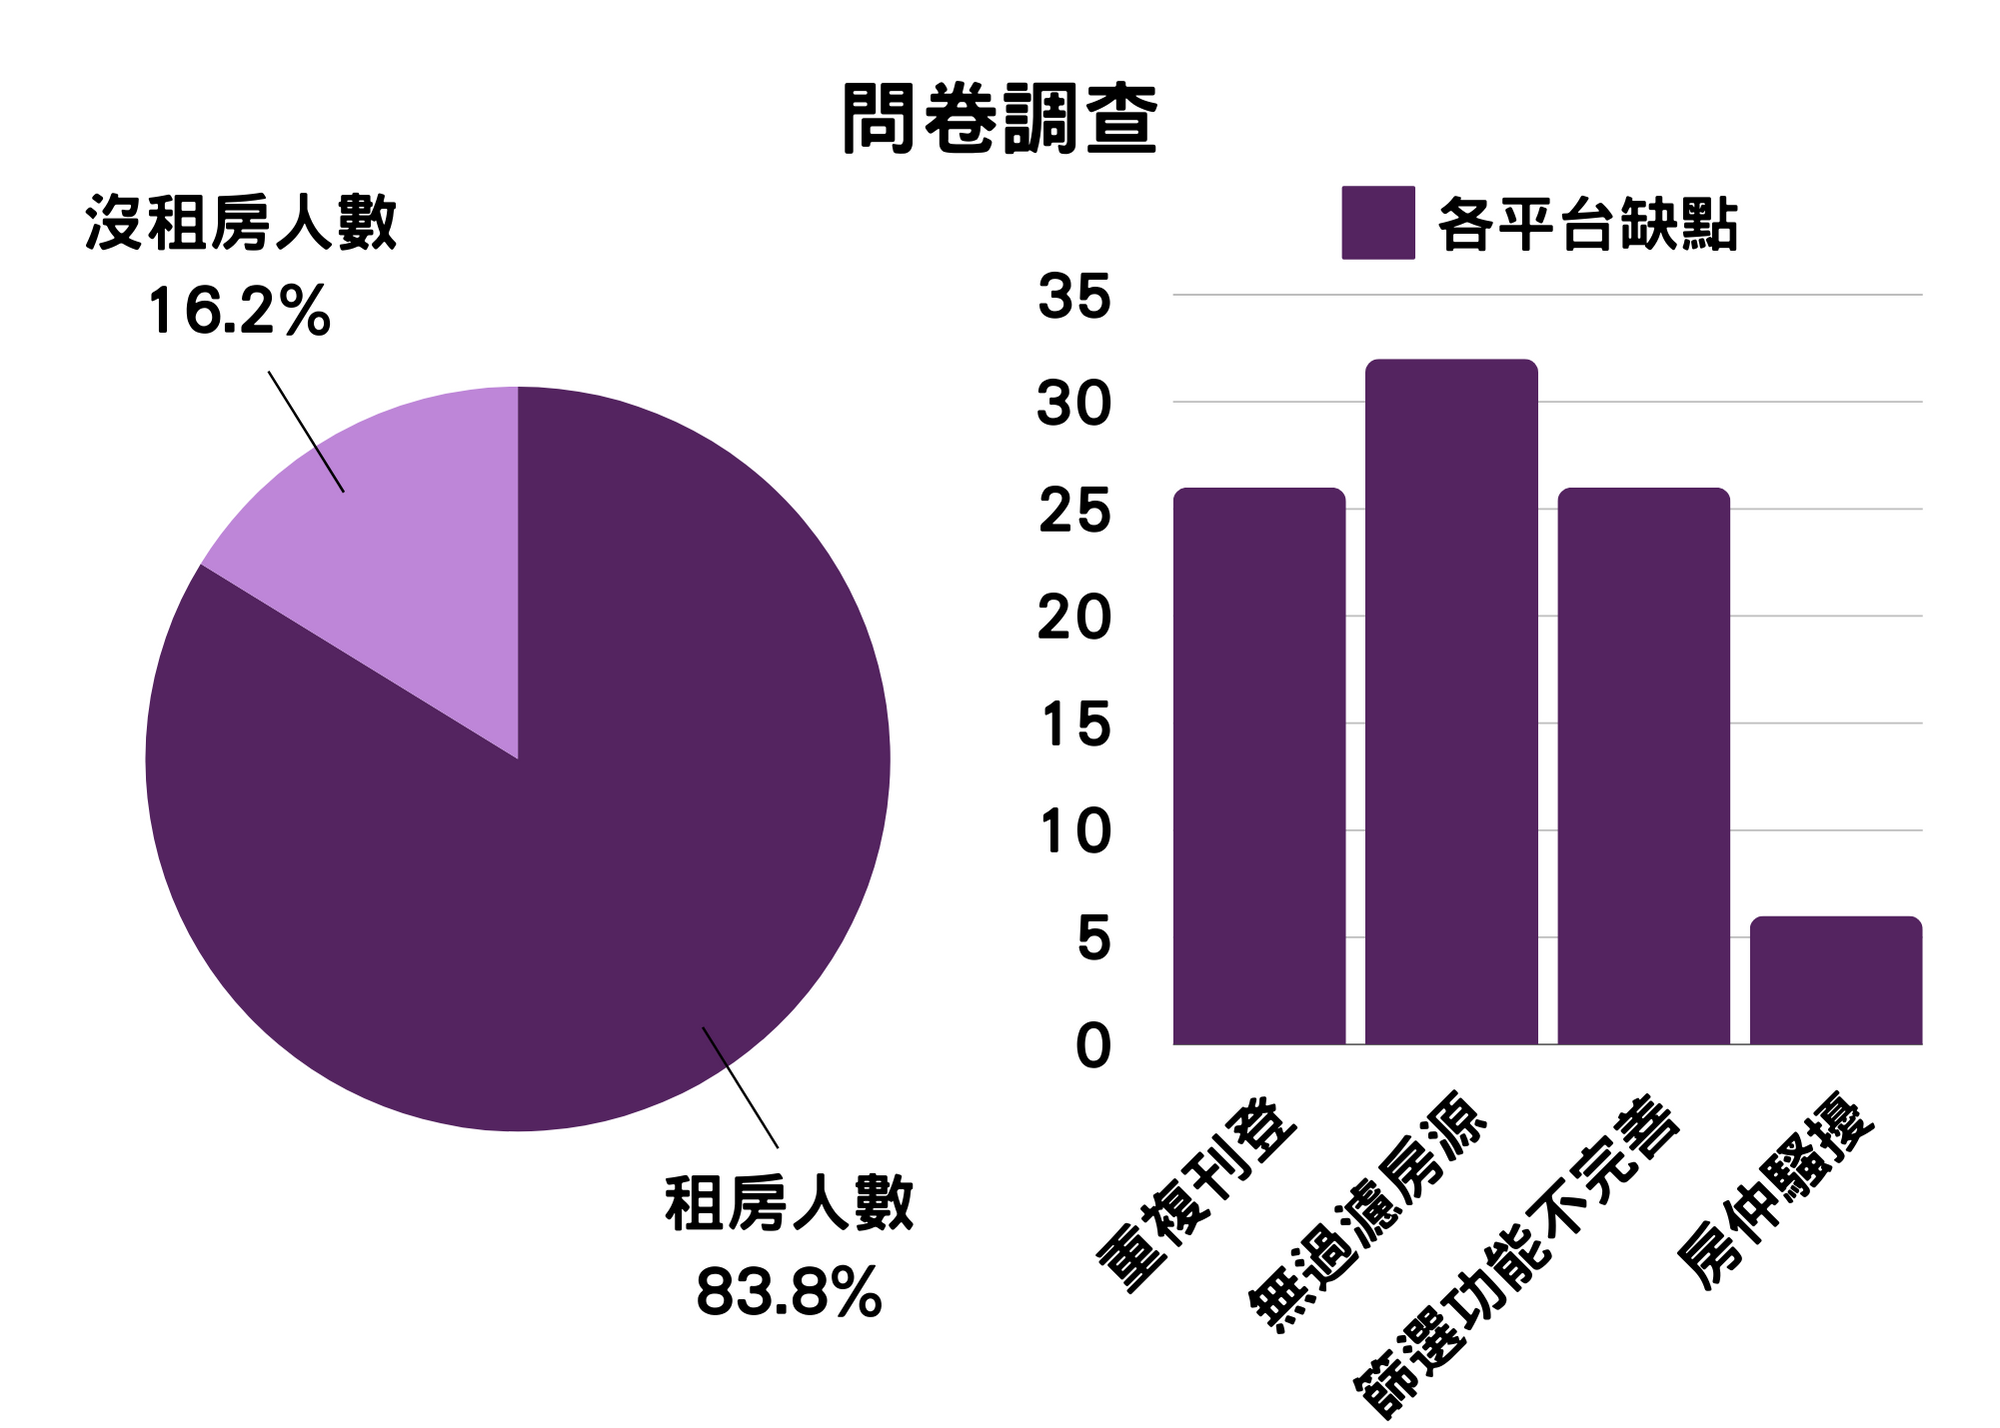 問卷調查
沒租房人數
16.2%
租房人數
83.8%
各平台缺點
35
30
25
20
15
10
5
0
重複刊登
無過濾房源
篩選功能不完善
房仲騷擾